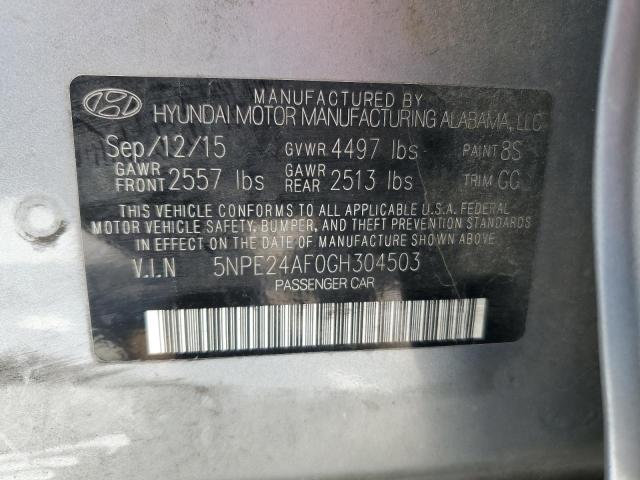 MANUFACTURED BY
HYUNDAI MOTOR MANUFACTURING ALABAMA, LLC
Sep/12/15 GVWR 4497 lbs PAINT 8S
GAWR FRONT 2557 lbs GAWR REAR 2513 lbs TRIM GG
THIS VEHICLE CONFORMS TO ALL APPLICABLE U.S.A. FEDERAL
MOTOR VEHICLE SAFETY, BUMPER, AND THEFT PREVENTION STANDARDS
IN EFFECT ON THE DATE OF MANUFACTURE SHOWN ABOVE.
V.I.N 5NPE24AF0GH304503
PASSENGER CAR